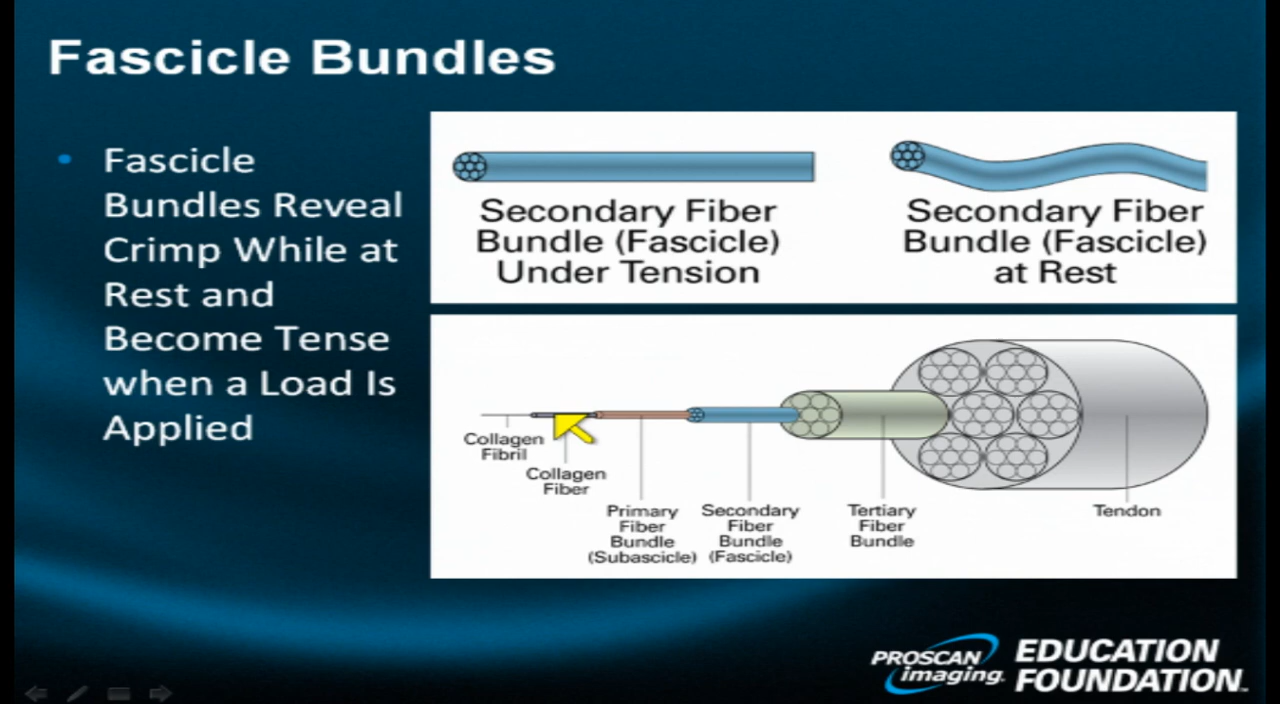 Fascicle Bundles
• Fascicle
Bundles Reveal
Crimp While at
Rest and
Become Tense
when a Load Is
Applied
Secondary Fiber
Bundle (Fascicle)
Under Tension
Secondary Fiber
Bundle (Fascicle)
at Rest
Collagen
Fibril
Collagen
Fiber
Primary
Fiber
Bundle
(Subascicle)
Secondary
Fiber
Bundle
(Fascicle)
Tertiary
Fiber
Bundle
Tendon
PROSCAN
imaging.
EDUCATION
FOUNDATION™